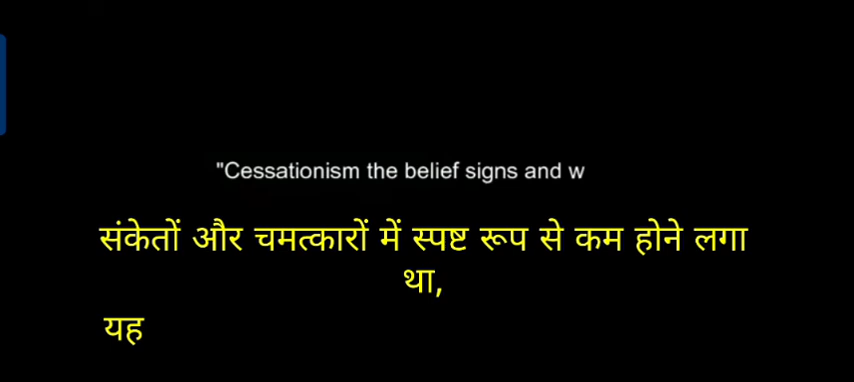 "Cessationism the belief signs and w
संकेतों और चमत्कारों में स्पष्ट रूप से कम होने लगा
था,
यह